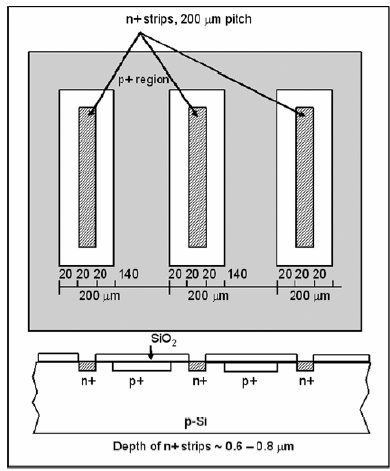 n+ strips, 200 μm pitch
p+ region
20 20 20 140 20 20 20 140 20 20 20
200 μm 200 μm 200 μm
SiO₂
n+ p+ n+ p+ n+
p-Si
Depth of n+ strips ~ 0.6 – 0.8 μm